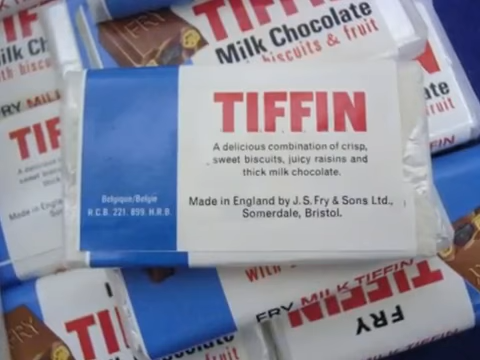 TIFFIN
Milk Chocolate
biscuits & fruit
TIFFIN
A delicious combination of crisp,
sweet biscuits, juicy raisins and
thick milk chocolate.
Belgique/Belgie
R.C.B. 221. 899. H.R.B.
Made in England by J.S. Fry & Sons Ltd.,
Somerdale, Bristol.
FRY MILK TIFFIN
TIFFIN
FRY